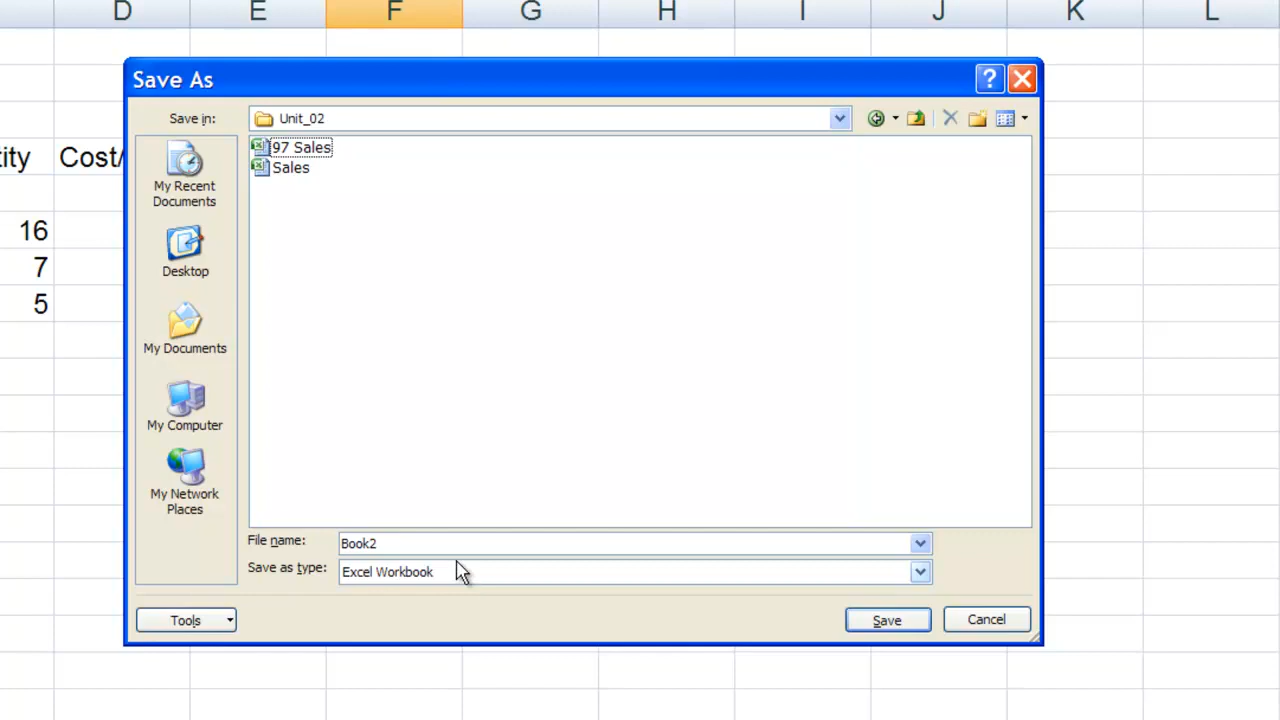 D E F G H I J K L
Save As
Save in: Unit_02
97 Sales
Sales
tity Cost/
16
7
5
My Recent
Documents
Desktop
My Documents
My Computer
My Network
Places
File name: Book2
Save as type: Excel Workbook
Tools Save Cancel